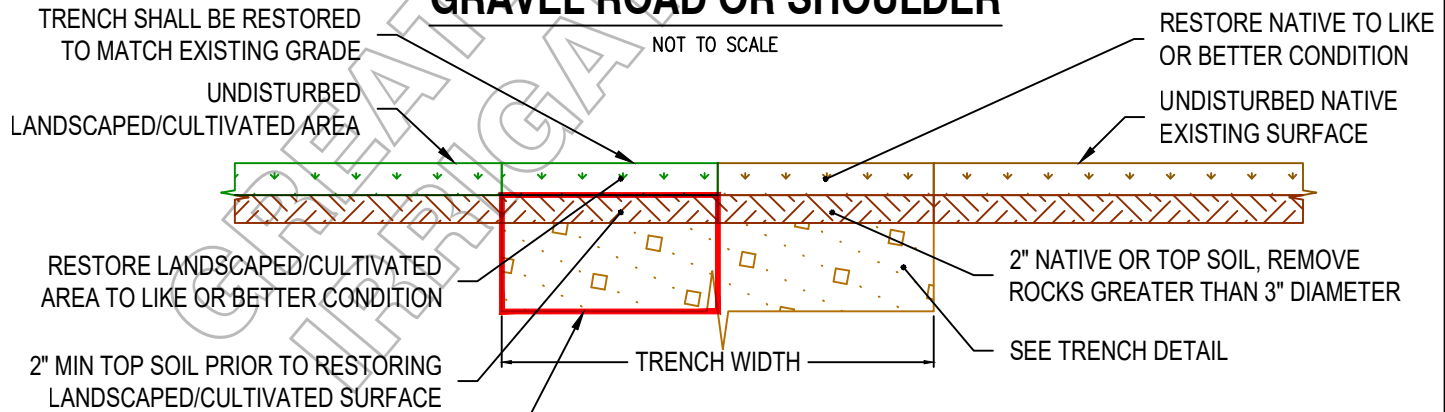 GRAVEL ROAD OR SHOULDER
NOT TO SCALE
TRENCH SHALL BE RESTORED
TO MATCH EXISTING GRADE
UNDISTURBED
LANDSCAPED/CULTIVATED AREA
RESTORE NATIVE TO LIKE
OR BETTER CONDITION
UNDISTURBED NATIVE
EXISTING SURFACE
RESTORE LANDSCAPED/CULTIVATED
AREA TO LIKE OR BETTER CONDITION
2" MIN TOP SOIL PRIOR TO RESTORING
LANDSCAPED/CULTIVATED SURFACE
TRENCH WIDTH
2" NATIVE OR TOP SOIL, REMOVE
ROCKS GREATER THAN 3" DIAMETER
SEE TRENCH DETAIL